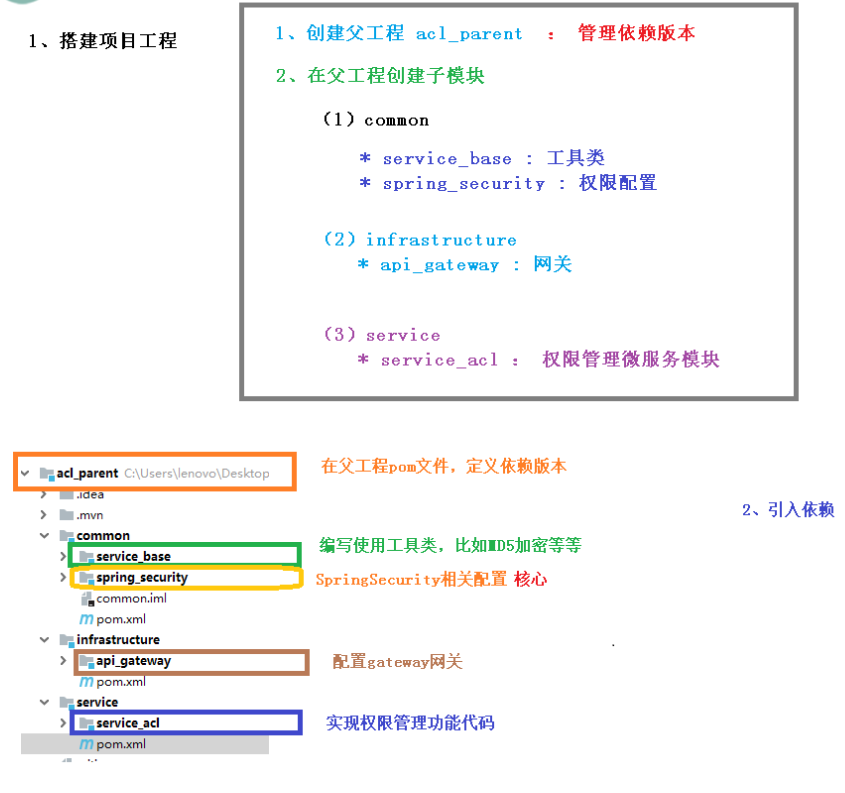 1、搭建项目工程
1、创建父工程 acl_parent ： 管理依赖版本
2、在父工程创建子模块
（1）common
* service_base : 工具类
* spring_security : 权限配置
（2）infrastructure
* api_gateway : 网关
（3）service
* service_acl ： 权限管理微服务模块
acl_parent C:\Users\lenovo\Desktop
在父工程pom文件，定义依赖版本
.idea
.mvn
2、引入依赖
common
service_base
编写使用工具类，比如MD5加密等等
spring_security
SpringSecurity相关配置 核心
common.iml
pom.xml
infrastructure
api_gateway
配置gateway网关
pom.xml
service
service_acl
实现权限管理功能代码
pom.xml